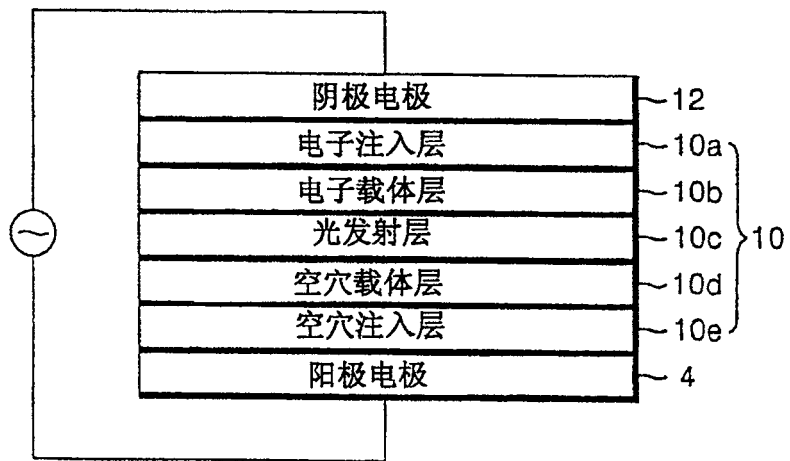 阴极电极 12
电子注入层 10a
电子载体层 10b
光发射层 10c 10
空穴载体层 10d
空穴注入层 10e
阳极电极 4